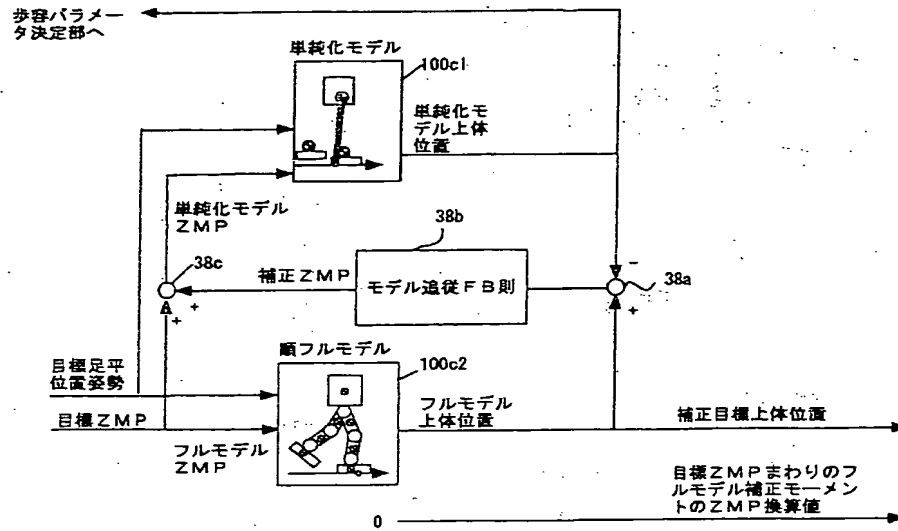 歩容パラメー
タ決定部へ
単純化モデル
100c1
単純化モ
デル上体
位置
単純化モデル
ZMP
38b
38c
補正ZMP
モデル追従FB則
−
38a
+
+
+
順フルモデル
100c2
目標足平
位置姿勢
目標ZMP
フルモデル
ZMP
フルモデル
上体位置
補正目標上体位置
目標ZMPまわりのフ
ルモデル補正モーメン
トのZMP換算値
0